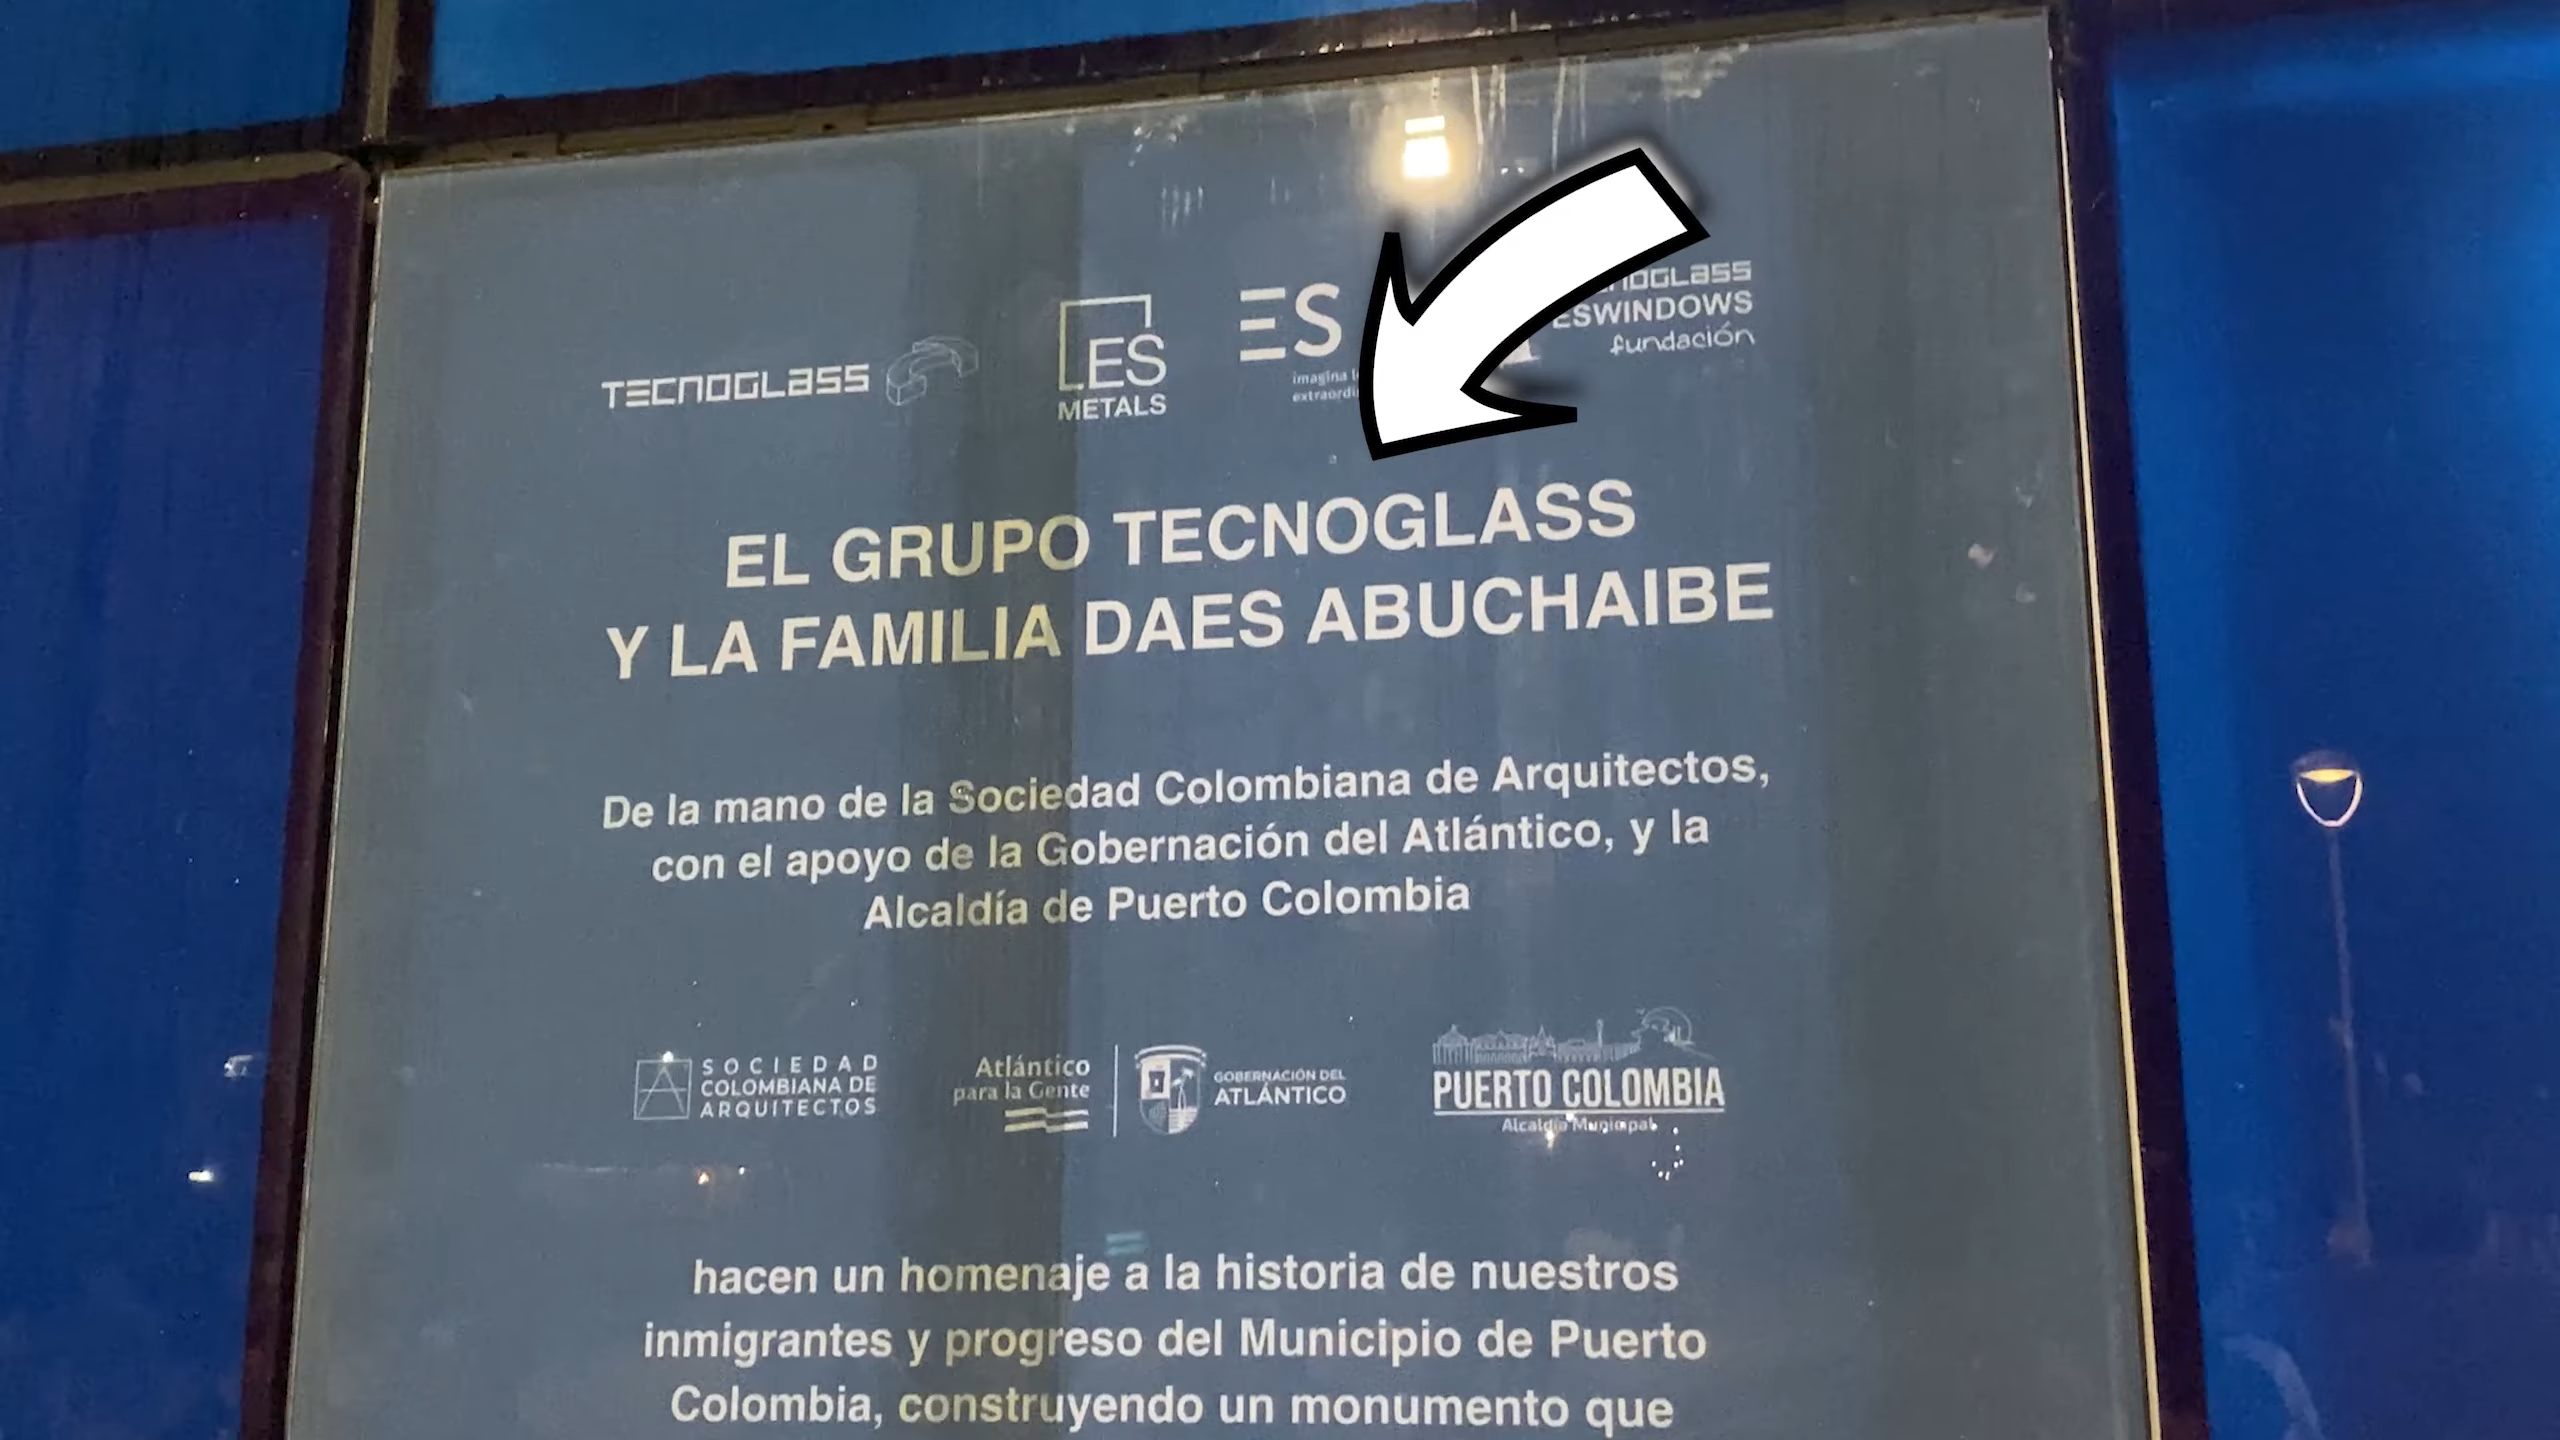 TECNOGLASS
ES
METALS
ES
imagina
ESWINDOWS
fundación
EL GRUPO TECNOGLASS
Y LA FAMILIA DAES ABUCHAIBE
De la mano de la Sociedad Colombiana de Arquitectos,
con el apoyo de la Gobernación del Atlántico, y la
Alcaldía de Puerto Colombia
SOCIEDAD
COLOMBIANA DE
ARQUITECTOS
Atlántico
para la Gente
GOBERNACIÓN DEL
ATLÁNTICO
PUERTO COLOMBIA
Alcaldía Municipal
hacen un homenaje a la historia de nuestros
inmigrantes y progreso del Municipio de Puerto
Colombia, construyendo un monumento que